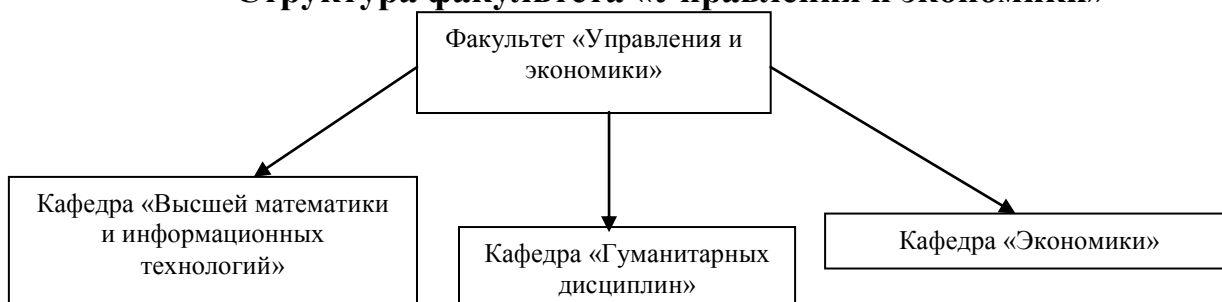 Структура факультета «Управления и экономики»
Факультет «Управления и
экономики»
Кафедра «Высшей математики
и информационных
технологий»
Кафедра «Гуманитарных
дисциплин»
Кафедра «Экономики»